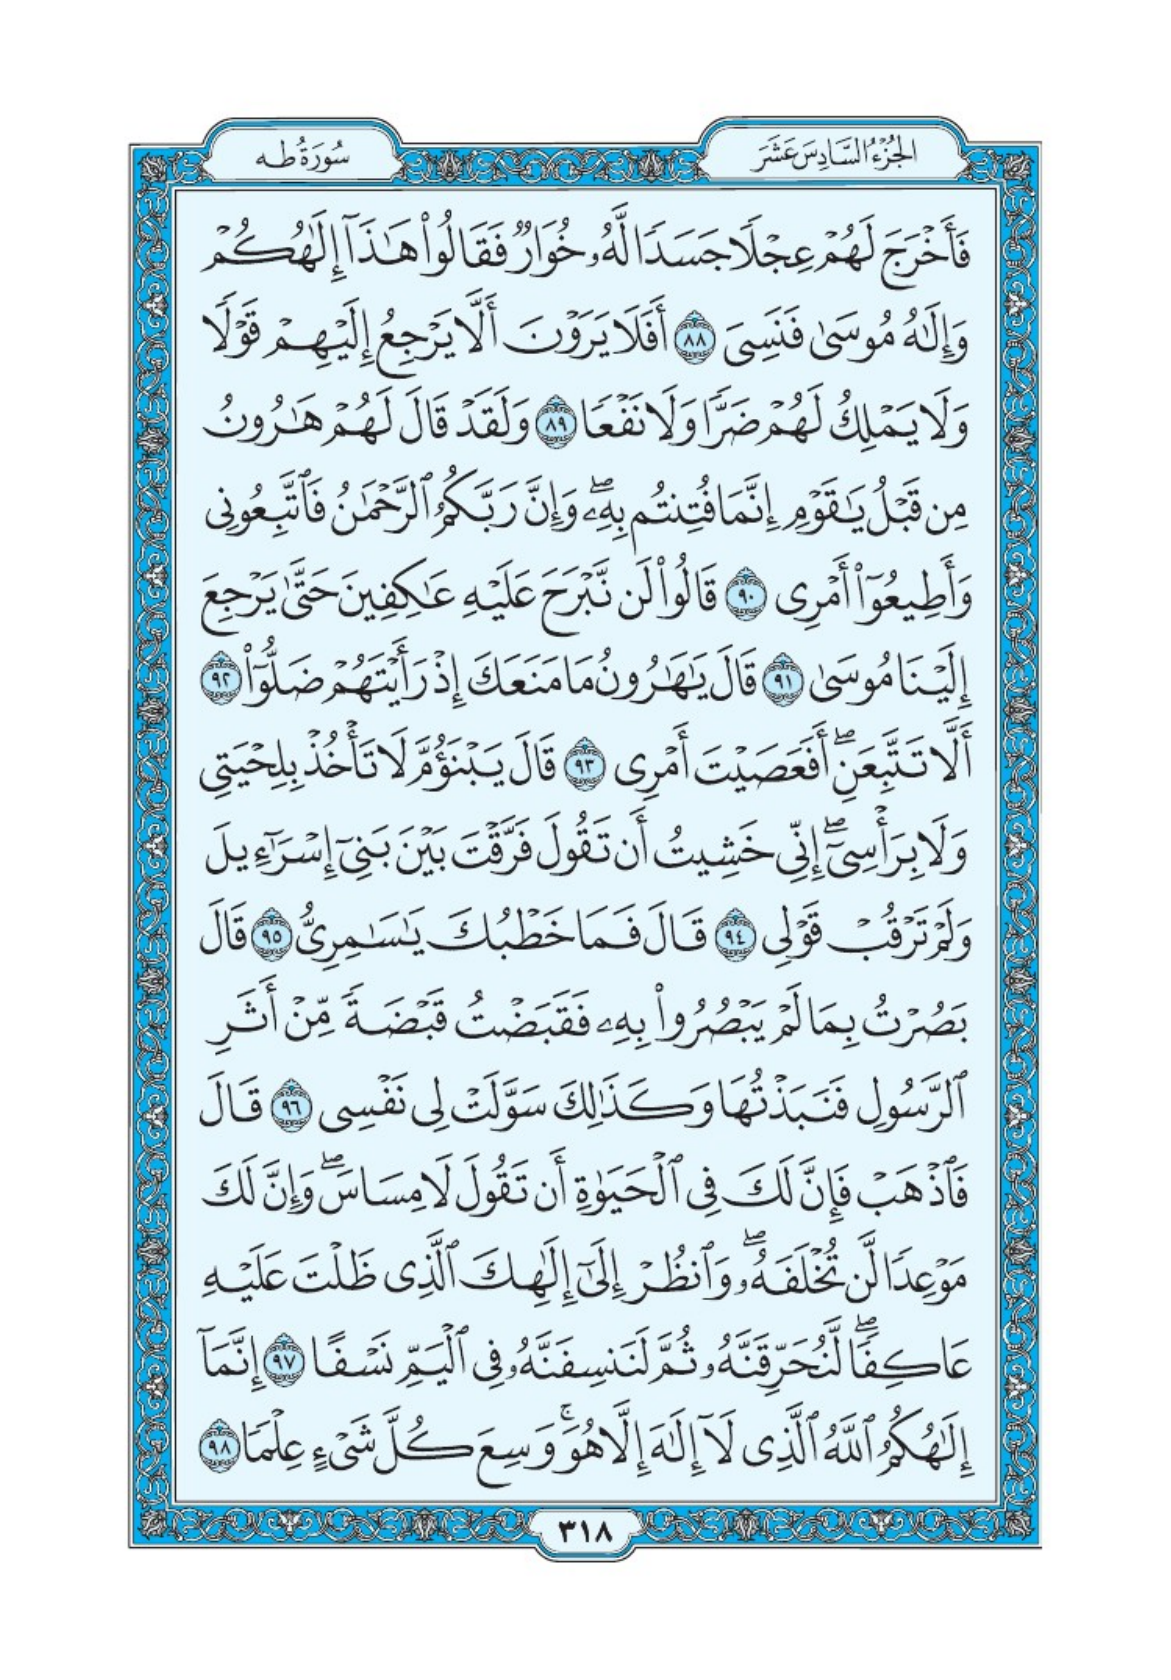 الجُزْءُ السَّادِسَ عَشَرَ
سُورَةُ طه
فَأَخْرَجَ لَهُمْ عِجْلًا جَسَدًا لَّهُۥ خُوَارٌ فَقَالُوا۟ هَـٰذَآ إِلَـٰهُكُمْ
وَإِلَـٰهُ مُوسَىٰ فَنَسِىَ ٨٨ أَفَلَا يَرَوْنَ أَلَّا يَرْجِعُ إِلَيْهِمْ قَوْلًا
وَلَا يَمْلِكُ لَهُمْ ضَرًّا وَلَا نَفْعًا ٨٩ وَلَقَدْ قَالَ لَهُمْ هَـٰرُونُ
مِن قَبْلُ يَـٰقَوْمِ إِنَّمَا فُتِنتُم بِهِۦۖ وَإِنَّ رَبَّكُمُ ٱلرَّحْمَـٰنُ فَٱتَّبِعُونِى
وَأَطِيعُوٓا۟ أَمْرِى ٩٠ قَالُوا۟ لَن نَّبْرَحَ عَلَيْهِ عَـٰكِفِينَ حَتَّىٰ يَرْجِعَ
إِلَيْنَا مُوسَىٰ ٩١ قَالَ يَـٰهَـٰرُونُ مَا مَنَعَكَ إِذْ رَأَيْتَهُمْ ضَلُّوٓا۟ ٩٢
أَلَّا تَتَّبِعَنِۖ أَفَعَصَيْتَ أَمْرِى ٩٣ قَالَ يَبْنَؤُمَّ لَا تَأْخُذْ بِلِحْيَتِى
وَلَا بِرَأْسِىٓۖ إِنِّى خَشِيتُ أَن تَقُولَ فَرَّقْتَ بَيْنَ بَنِىٓ إِسْرَٰٓءِيلَ
وَلَمْ تَرْقُبْ قَوْلِى ٩٤ قَالَ فَمَا خَطْبُكَ يَـٰسَـٰمِرِىُّ ٩٥ قَالَ
بَصُرْتُ بِمَا لَمْ يَبْصُرُوا۟ بِهِۦ فَقَبَضْتُ قَبْضَةً مِّنْ أَثَرِ
ٱلرَّسُولِ فَنَبَذْتُهَا وَكَذَٰلِكَ سَوَّلَتْ لِى نَفْسِى ٩٦ قَالَ
فَٱذْهَبْ فَإِنَّ لَكَ فِى ٱلْحَيَوٰةِ أَن تَقُولَ لَا مِسَاسَۖ وَإِنَّ لَكَ
مَوْعِدًا لَّن تُخْلَفَهُۥۖ وَٱنظُرْ إِلَىٰٓ إِلَـٰهِكَ ٱلَّذِى ظَلْتَ عَلَيْهِ
عَاكِفًاۖ لَّنُحَرِّقَنَّهُۥ ثُمَّ لَنَنسِفَنَّهُۥ فِى ٱلْيَمِّ نَسْفًا ٩٧ إِنَّمَآ
إِلَـٰهُكُمُ ٱللَّهُ ٱلَّذِى لَآ إِلَـٰهَ إِلَّا هُوَۚ وَسِعَ كُلَّ شَىْءٍ عِلْمًا ٩٨
٣١٨